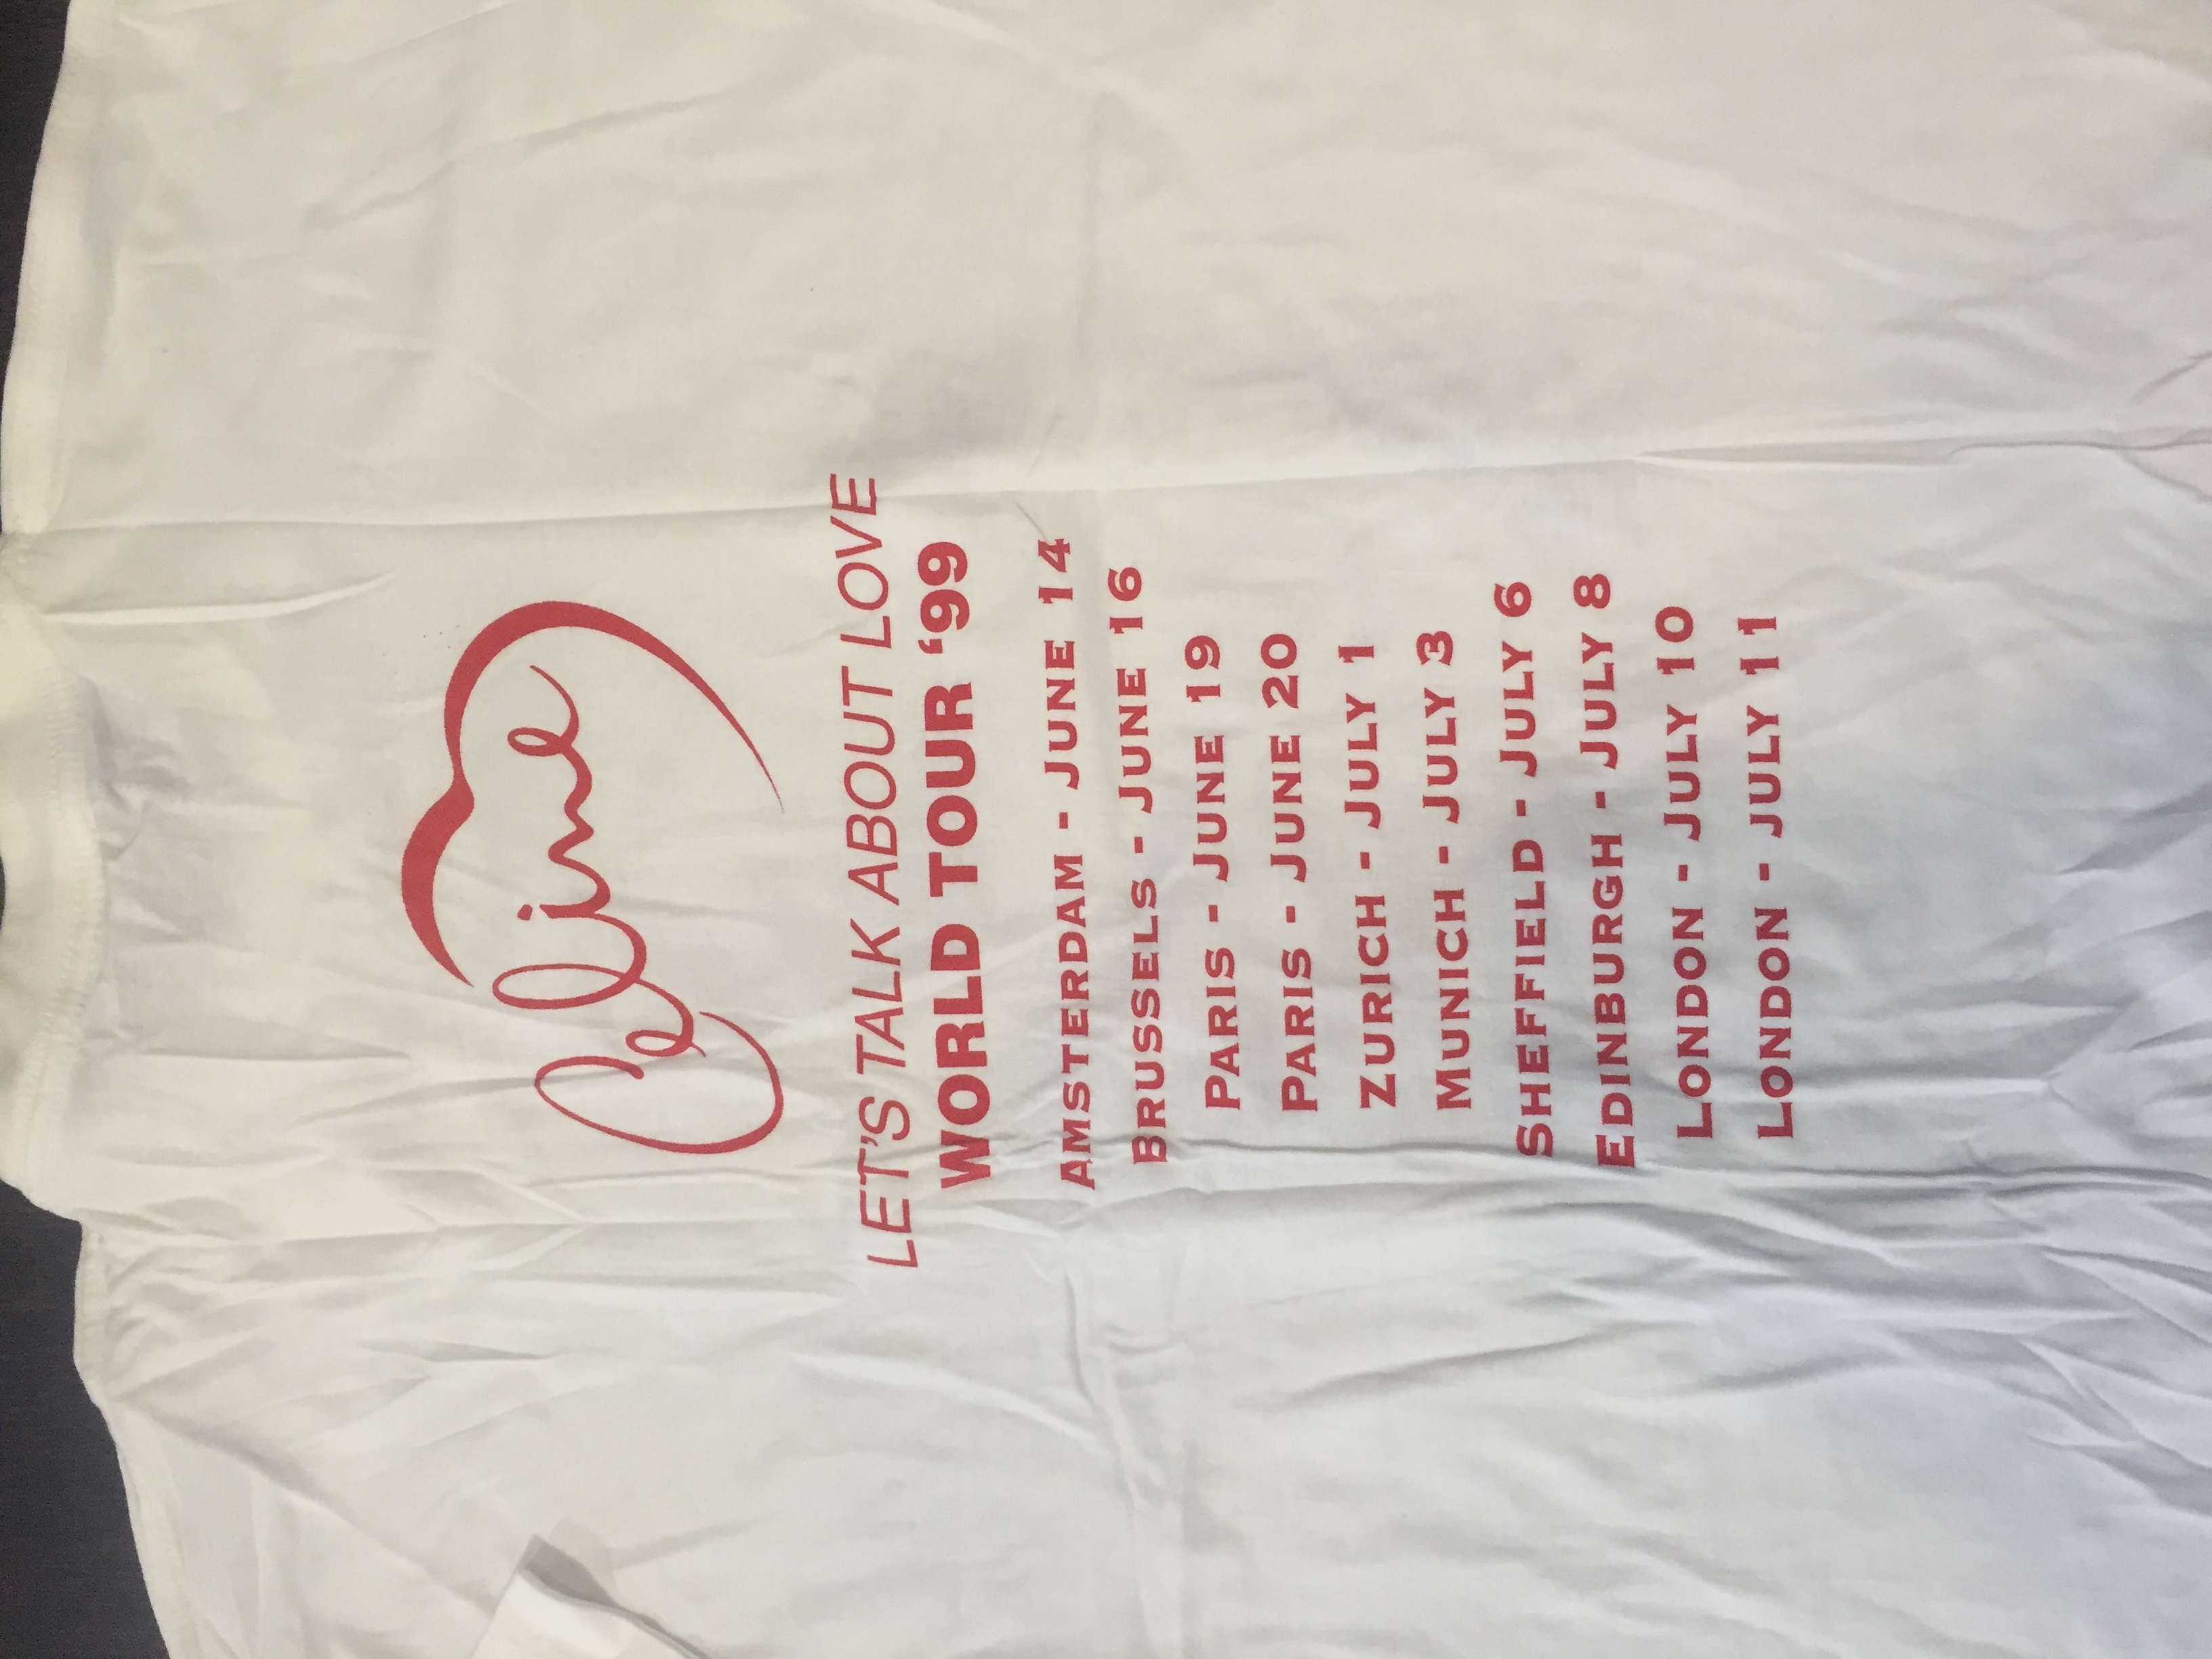 Celine
LET'S TALK ABOUT LOVE
WORLD TOUR ‘99
AMSTERDAM - JUNE 14
BRUSSELS - JUNE 16
PARIS - JUNE 19
PARIS - JUNE 20
ZURICH - JULY 1
MUNICH - JULY 3
SHEFFIELD - JULY 6
EDINBURGH - JULY 8
LONDON - JULY 10
LONDON - JULY 11